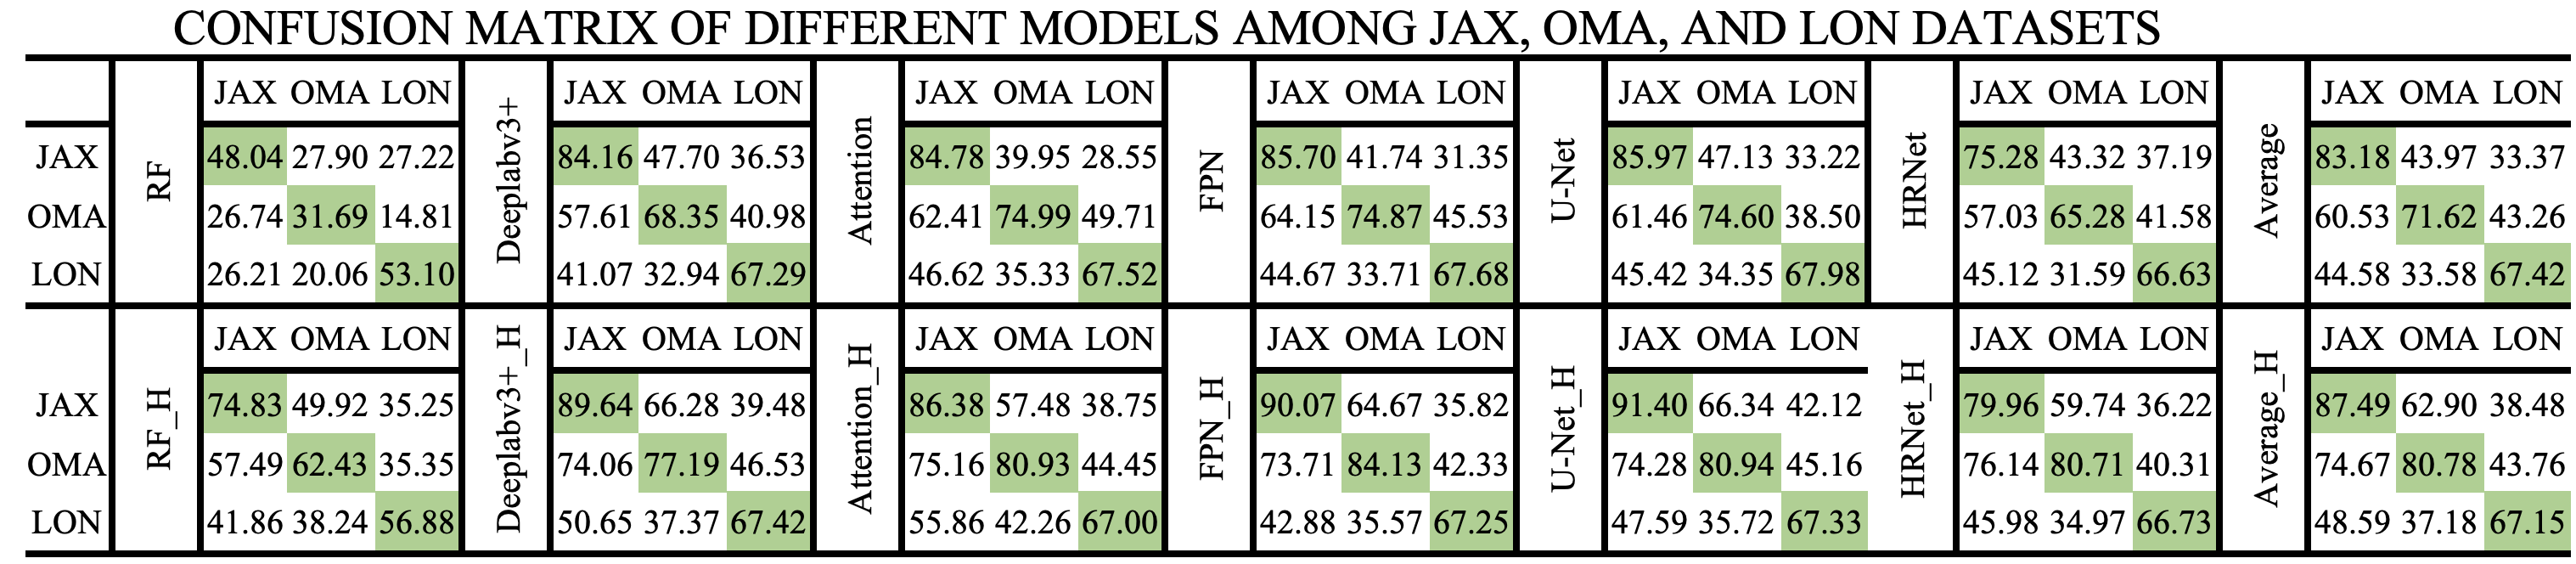 CONFUSION MATRIX OF DIFFERENT MODELS AMONG JAX, OMA, AND LON DATASETS
RF JAX OMA LON Deeplabv3+ JAX OMA LON Attention JAX OMA LON FPN JAX OMA LON U-Net JAX OMA LON HRNet JAX OMA LON Average JAX OMA LON
JAX 48.04 27.90 27.22 84.16 47.70 36.53 84.78 39.95 28.55 85.70 41.74 31.35 85.97 47.13 33.22 75.28 43.32 37.19 83.18 43.97 33.37
OMA 26.74 31.69 14.81 57.61 68.35 40.98 62.41 74.99 49.71 64.15 74.87 45.53 61.46 74.60 38.50 57.03 65.28 41.58 60.53 71.62 43.26
LON 26.21 20.06 53.10 41.07 32.94 67.29 46.62 35.33 67.52 44.67 33.71 67.68 45.42 34.35 67.98 45.12 31.59 66.63 44.58 33.58 67.42
RF_H JAX OMA LON Deeplabv3+_H JAX OMA LON Attention_H JAX OMA LON FPN_H JAX OMA LON U-Net_H JAX OMA LON HRNet_H JAX OMA LON Average_H JAX OMA LON
JAX 74.83 49.92 35.25 89.64 66.28 39.48 86.38 57.48 38.75 90.07 64.67 35.82 91.40 66.34 42.12 79.96 59.74 36.22 87.49 62.90 38.48
OMA 57.49 62.43 35.35 74.06 77.19 46.53 75.16 80.93 44.45 73.71 84.13 42.33 74.28 80.94 45.16 76.14 80.71 40.31 74.67 80.78 43.76
LON 41.86 38.24 56.88 50.65 37.37 67.42 55.86 42.26 67.00 42.88 35.57 67.25 47.59 35.72 67.33 45.98 34.97 66.73 48.59 37.18 67.15